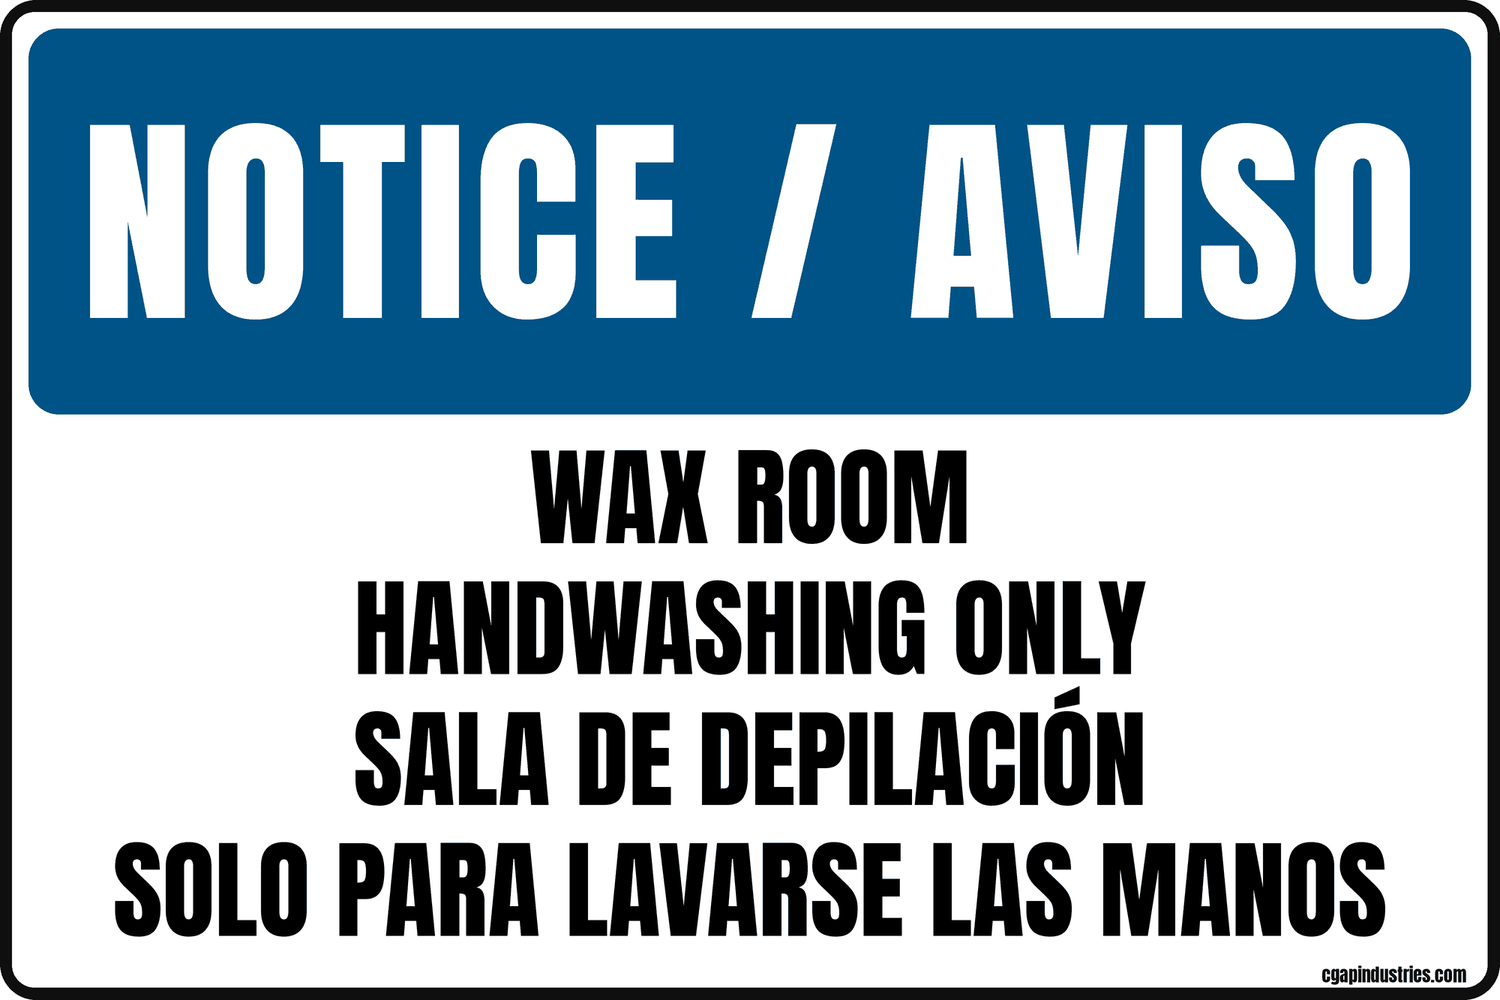 NOTICE / AVISO
WAX ROOM
HANDWASHING ONLY
SALA DE DEPILACIÓN
SOLO PARA LAVARSE LAS MANOS
cgapindustries.com